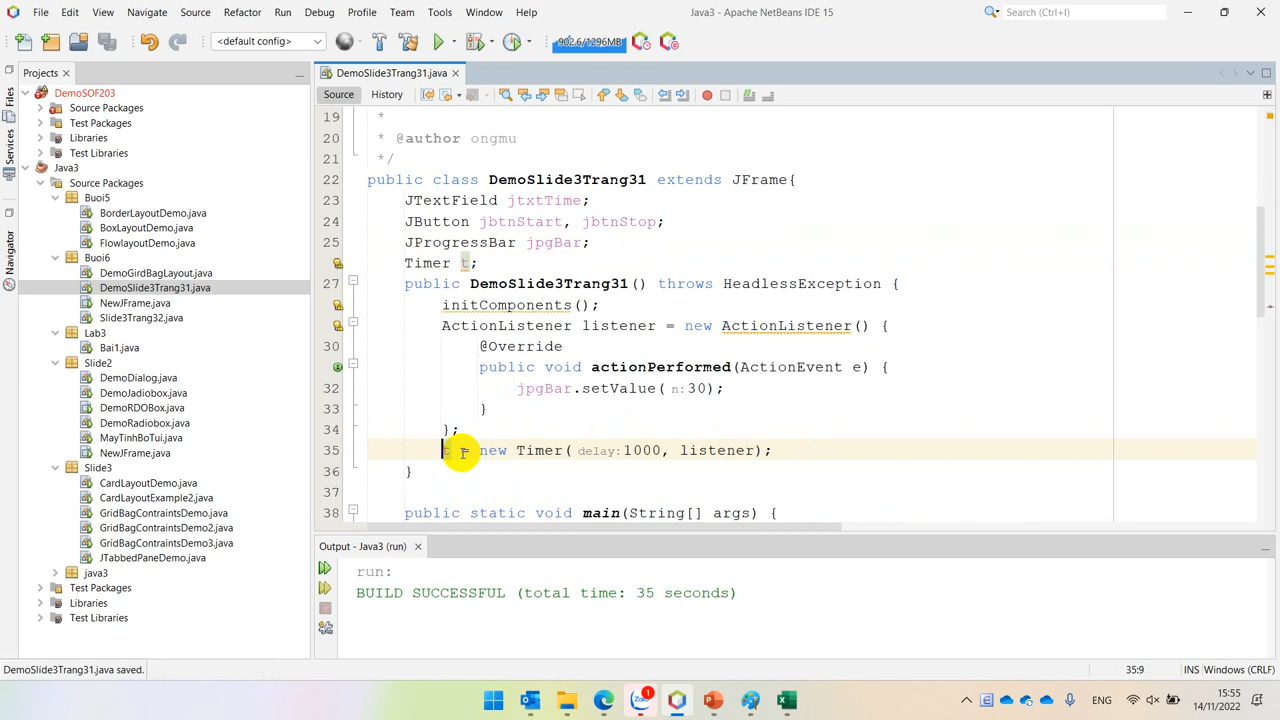 File Edit View Navigate Source Refactor Run Debug Profile Team Tools Window Help
Java3 - Apache NetBeans IDE 15
Search (Ctrl+I)
<default config>
902.6/1296MB
Projects
DemoSlide3Trang31.java
Files
Services
Navigator
Source History
DemoSOF203
Source Packages
Test Packages
Libraries
Test Libraries
Java3
Source Packages
Buoi5
BorderLayoutDemo.java
BoxLayoutDemo.java
FlowlayoutDemo.java
Buoi6
DemoGirdBagLayout.java
DemoSlide3Trang31.java
NewJFrame.java
Slide3Trang32.java
Lab3
Bai1.java
Slide2
DemoDialog.java
DemoJadiobox.java
DemoRDOBox.java
DemoRadiobox.java
MayTinhBoTui.java
NewJFrame.java
Slide3
CardLayoutDemo.java
CardLayoutExample2.java
GridBagContraintsDemo.java
GridBagContraintsDemo2.java
GridBagContraintsDemo3.java
JTabbedPaneDemo.java
java3
Test Packages
Libraries
Test Libraries
19 *
20 * @author ongmu
21 */
22 public class DemoSlide3Trang31 extends JFrame{
23 JTextField jtxtTime;
24 JButton jbtnStart, jbtnStop;
25 JProgressBar jpgBar;
Timer t;
27 public DemoSlide3Trang31() throws HeadlessException {
initComponents();
ActionListener listener = new ActionListener() {
30 @Override
public void actionPerformed(ActionEvent e) {
32 jpgBar.setValue( n: 30);
33 }
34 };
35 t = new Timer( delay: 1000, listener);
36 }
37
38 public static void main(String[] args) {
Output - Java3 (run)
run:
BUILD SUCCESSFUL (total time: 35 seconds)
DemoSlide3Trang31.java saved.
35:9
INS Windows (CRLF)
Zalo
1
ENG
15:55
14/11/2022